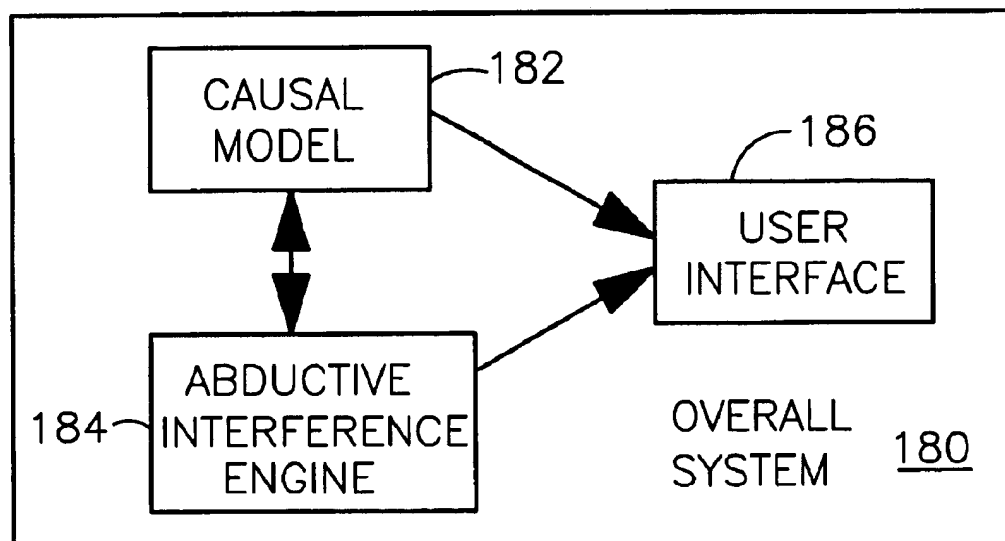 CAUSAL
MODEL
182
186
USER
INTERFACE
184
ABDUCTIVE
INTERFERENCE
ENGINE
OVERALL
SYSTEM
180